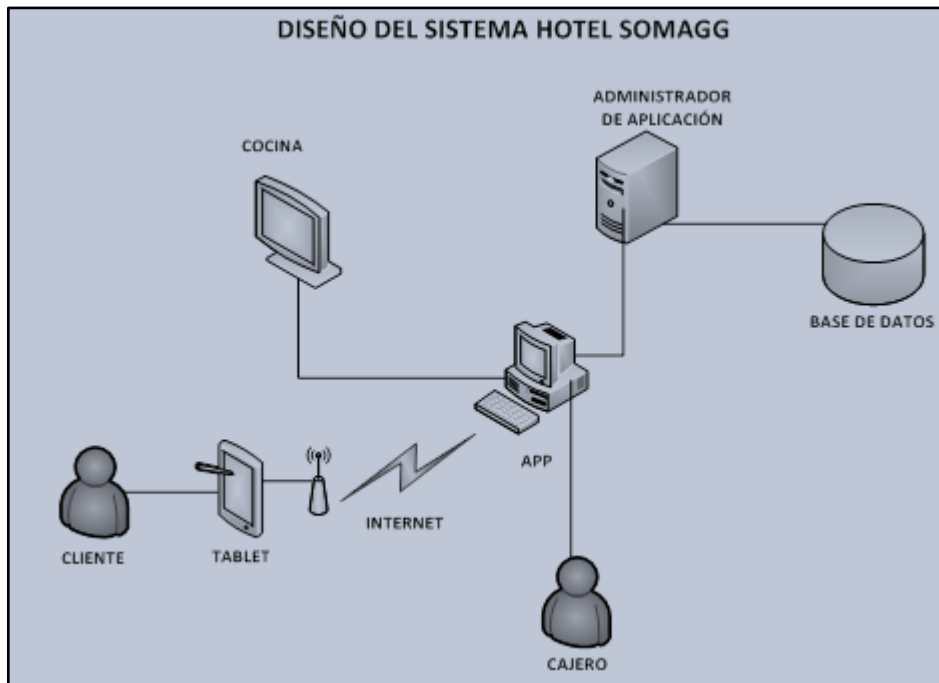 DISEÑO DEL SISTEMA HOTEL SOMAGG
ADMINISTRADOR
DE APLICACIÓN
COCINA
BASE DE DATOS
APP
INTERNET
CLIENTE
TABLET
CAJERO